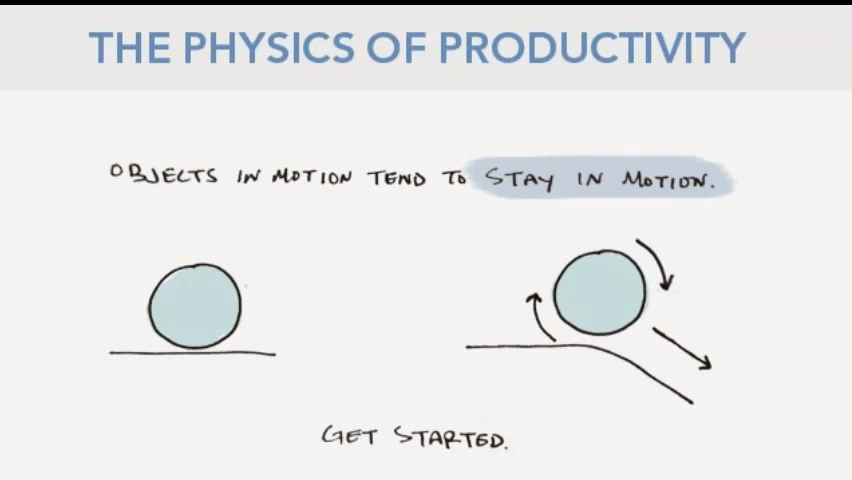 THE PHYSICS OF PRODUCTIVITY
OBJECTS IN MOTION TEND TO STAY IN MOTION.
GET STARTED.